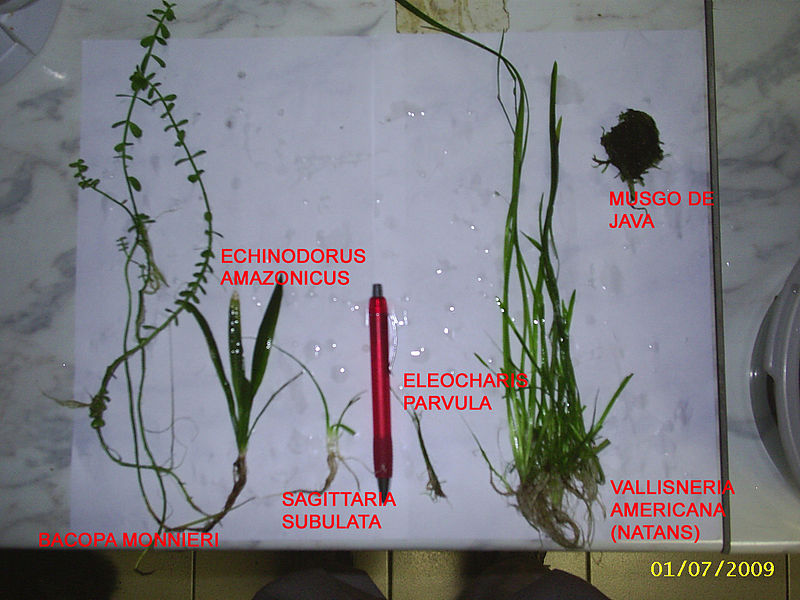 MUSGO DE
JAVA
ECHINODORUS
AMAZONICUS
ELEOCHARIS
PARVULA
SAGITTARIA
SUBULATA
VALLISNERIA
AMERICANA
(NATANS)
BACOPA MONNIERI
01/07/2009